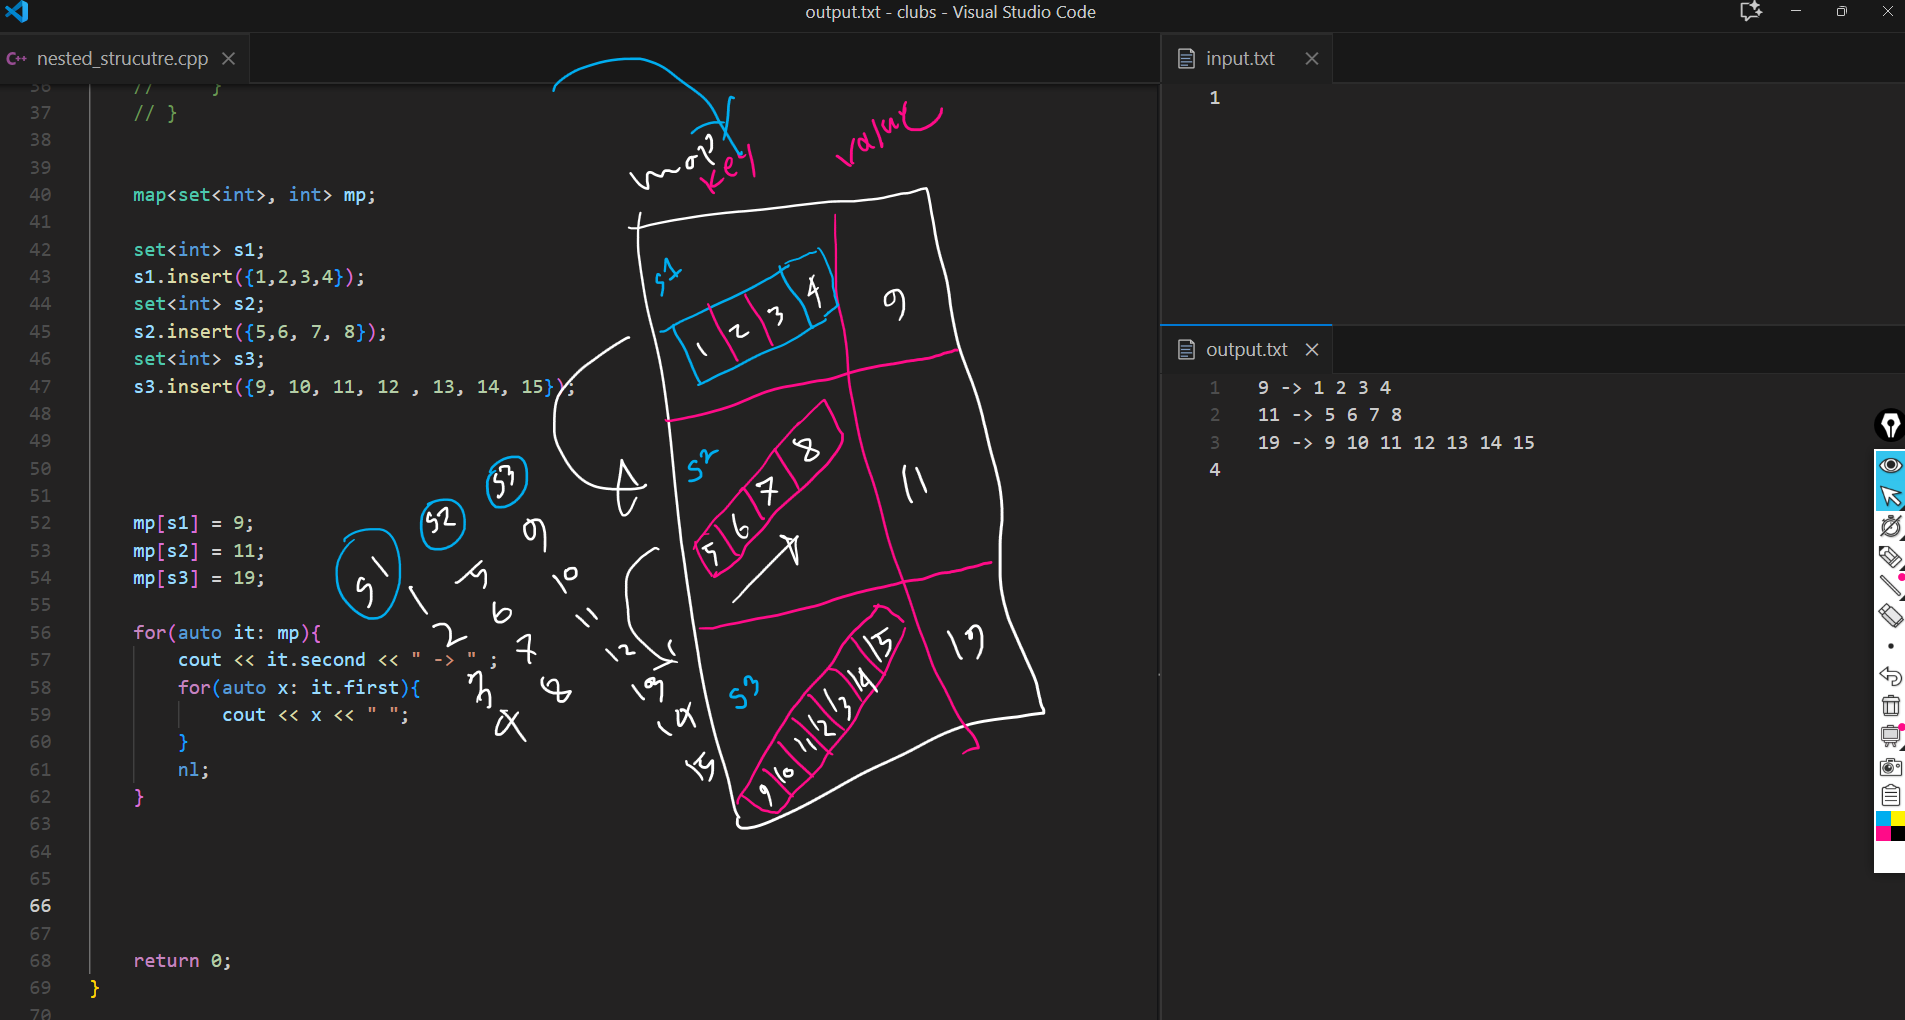 output.txt - clubs - Visual Studio Code
nested_strucutre.cpp
36 // }
37 // }
38
39
40 map<set<int>, int> mp;
41
42 set<int> s1;
43 s1.insert({1,2,3,4});
44 set<int> s2;
45 s2.insert({5,6, 7, 8});
46 set<int> s3;
47 s3.insert({9, 10, 11, 12 , 13, 14, 15});
48
49
50
51
52 mp[s1] = 9;
53 mp[s2] = 11;
54 mp[s3] = 19;
55
56 for(auto it: mp){
57 cout << it.second << " -> " ;
58 for(auto x: it.first){
59 cout << x << " ";
60 }
61 nl;
62 }
63
64
65
66
67
68 return 0;
69 }
70
map
key
value
s1
1 2 3 4
9
s2
5 6 7 8
11
s3
9 10 11 12 13 14 15
19
s1
1
2
3
4
s2
5
6
7
8
s3
9
10
11
12
13
14
15
input.txt
1
output.txt
1 9 -> 1 2 3 4
2 11 -> 5 6 7 8
3 19 -> 9 10 11 12 13 14 15
4